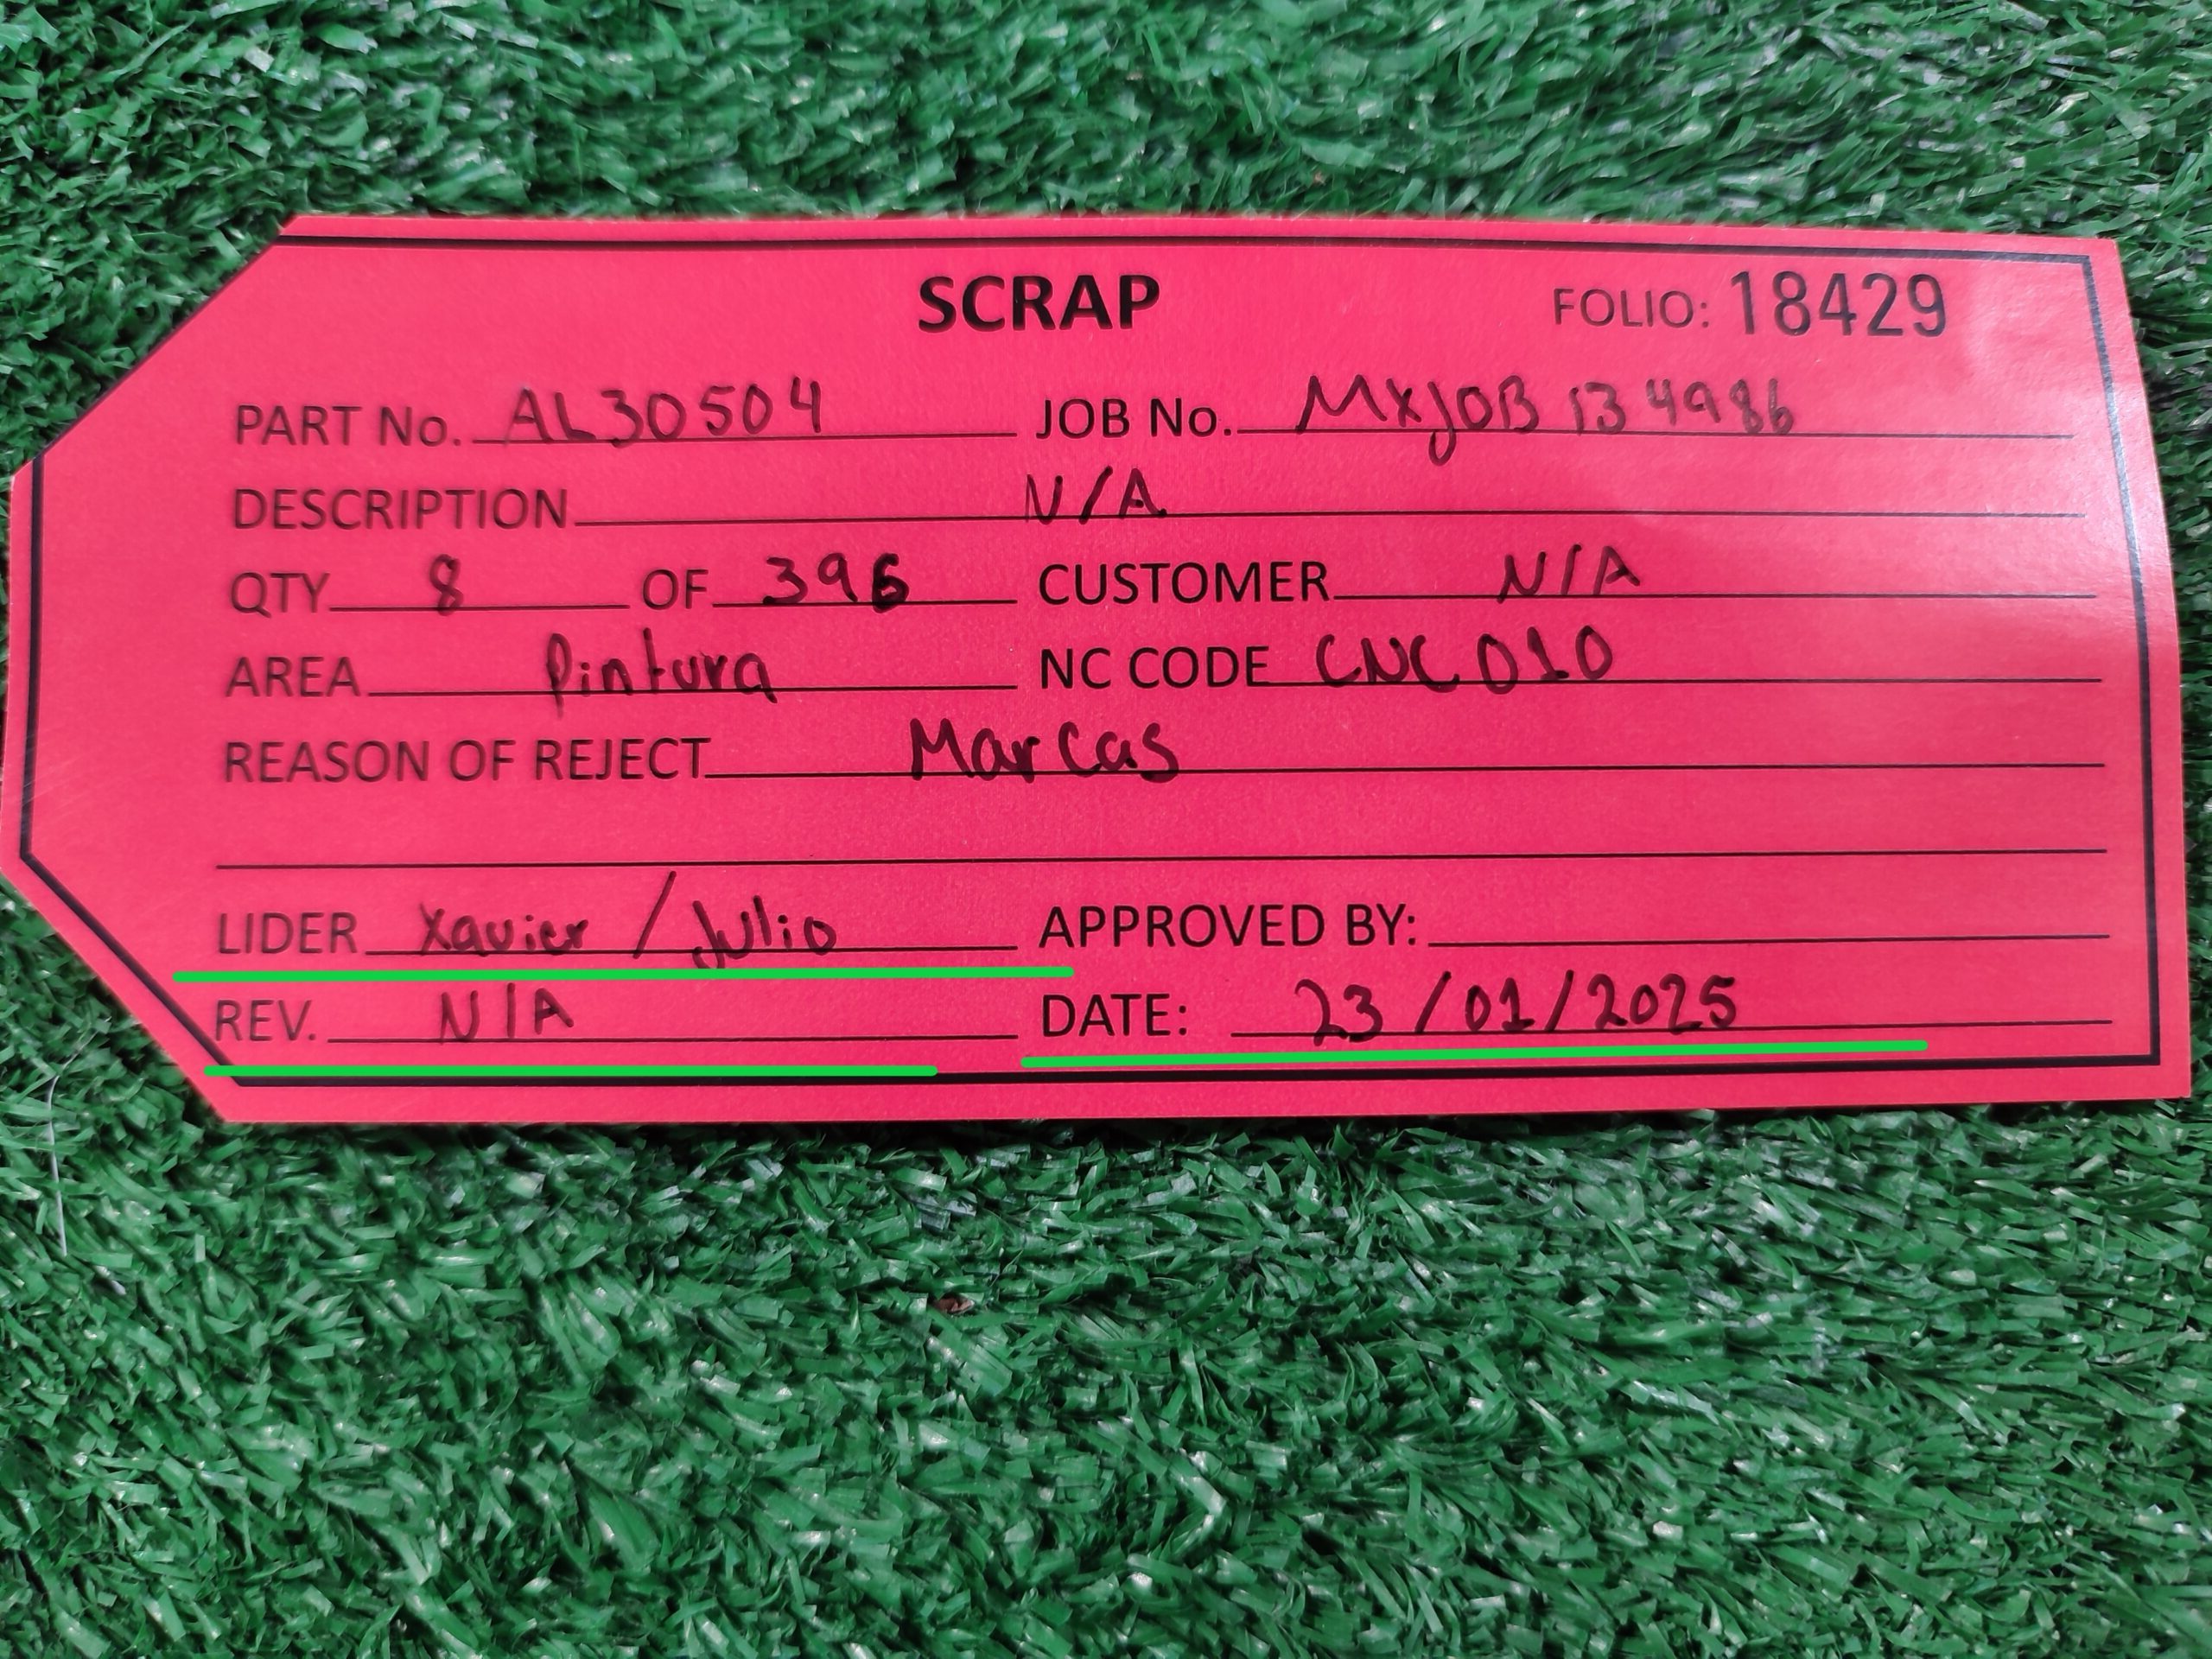 SCRAP FOLIO: 18429
PART No. AL30504 JOB No. MXJOB 134986
DESCRIPTION N/A
QTY 8 OF 396 CUSTOMER N/A
AREA Pintura NC CODE CNC010
REASON OF REJECT Marcas
LIDER Xavier / Julio APPROVED BY:
REV. N/A DATE: 23/01/2025